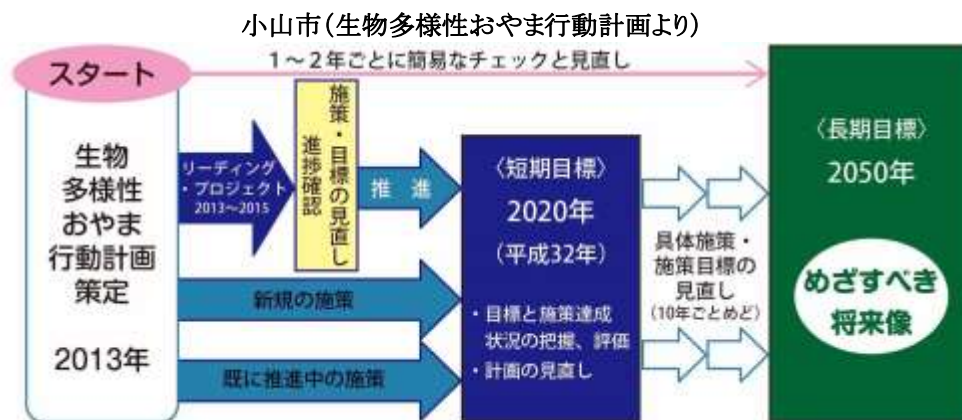 小山市（生物多様性おやま行動計画より）
スタート
１～２年ごとに簡易なチェックと見直し
生物
多様性
おやま
行動計画
策定
2013年
リーディング
・プロジェクト
2013～2015
施策・目標の見直し
進捗確認
推進
新規の施策
既に推進中の施策
〈短期目標〉
2020年
（平成32年）
・目標と施策達成
状況の把握、評価
・計画の見直し
具体施策・
施策目標の
見直し
（10年ごとめど）
〈長期目標〉
2050年
めざすべき
将来像